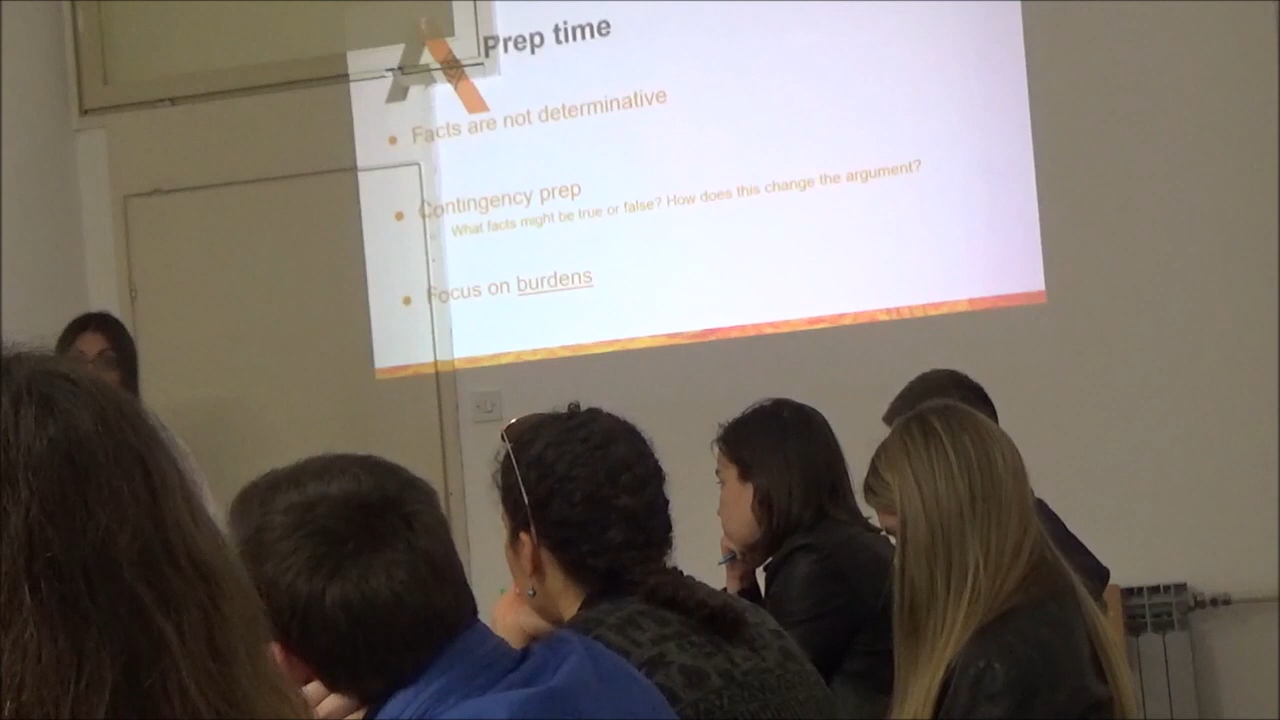 Prep time
Facts are not determinative
Contingency prep
What facts might be true or false? How does this change the argument?
Focus on burdens